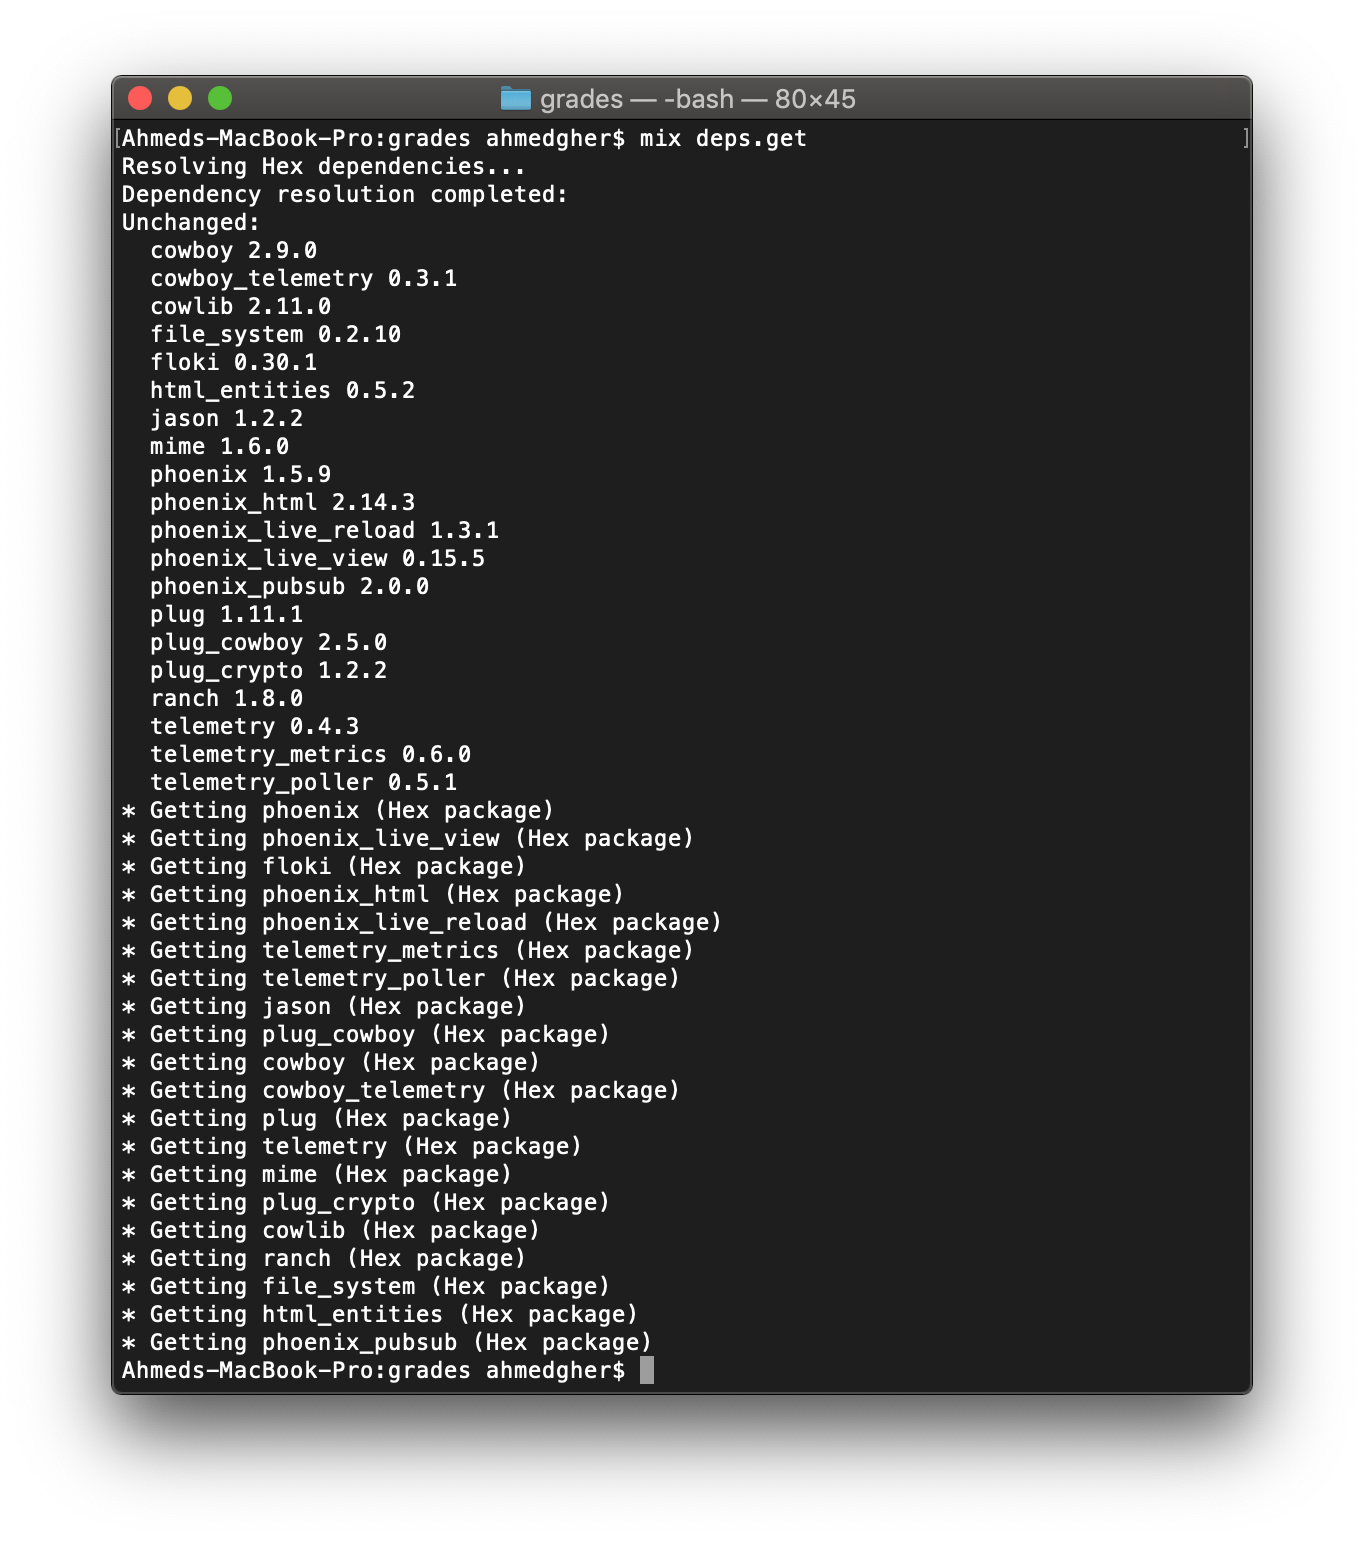 grades — -bash — 80×45
[Ahmeds-MacBook-Pro:grades ahmedgher$ mix deps.get ]
Resolving Hex dependencies...
Dependency resolution completed:
Unchanged:
  cowboy 2.9.0
  cowboy_telemetry 0.3.1
  cowlib 2.11.0
  file_system 0.2.10
  floki 0.30.1
  html_entities 0.5.2
  jason 1.2.2
  mime 1.6.0
  phoenix 1.5.9
  phoenix_html 2.14.3
  phoenix_live_reload 1.3.1
  phoenix_live_view 0.15.5
  phoenix_pubsub 2.0.0
  plug 1.11.1
  plug_cowboy 2.5.0
  plug_crypto 1.2.2
  ranch 1.8.0
  telemetry 0.4.3
  telemetry_metrics 0.6.0
  telemetry_poller 0.5.1
* Getting phoenix (Hex package)
* Getting phoenix_live_view (Hex package)
* Getting floki (Hex package)
* Getting phoenix_html (Hex package)
* Getting phoenix_live_reload (Hex package)
* Getting telemetry_metrics (Hex package)
* Getting telemetry_poller (Hex package)
* Getting jason (Hex package)
* Getting plug_cowboy (Hex package)
* Getting cowboy (Hex package)
* Getting cowboy_telemetry (Hex package)
* Getting plug (Hex package)
* Getting telemetry (Hex package)
* Getting mime (Hex package)
* Getting plug_crypto (Hex package)
* Getting cowlib (Hex package)
* Getting ranch (Hex package)
* Getting file_system (Hex package)
* Getting html_entities (Hex package)
* Getting phoenix_pubsub (Hex package)
Ahmeds-MacBook-Pro:grades ahmedgher$